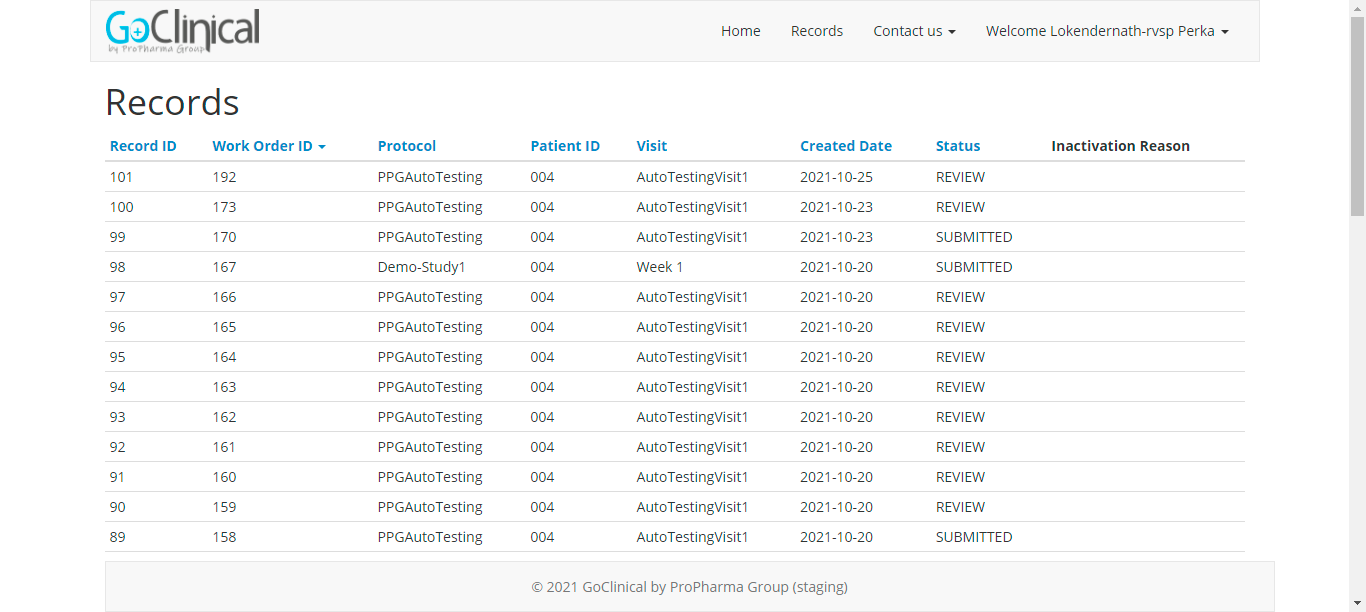 GoClinical
by ProPharma Group
Home Records Contact us Welcome Lokendernath-rvsp Perka
Records
Record ID Work Order ID Protocol Patient ID Visit Created Date Status Inactivation Reason
101 192 PPGAutoTesting 004 AutoTestingVisit1 2021-10-25 REVIEW
100 173 PPGAutoTesting 004 AutoTestingVisit1 2021-10-23 REVIEW
99 170 PPGAutoTesting 004 AutoTestingVisit1 2021-10-23 SUBMITTED
98 167 Demo-Study1 004 Week 1 2021-10-20 SUBMITTED
97 166 PPGAutoTesting 004 AutoTestingVisit1 2021-10-20 REVIEW
96 165 PPGAutoTesting 004 AutoTestingVisit1 2021-10-20 REVIEW
95 164 PPGAutoTesting 004 AutoTestingVisit1 2021-10-20 REVIEW
94 163 PPGAutoTesting 004 AutoTestingVisit1 2021-10-20 REVIEW
93 162 PPGAutoTesting 004 AutoTestingVisit1 2021-10-20 REVIEW
92 161 PPGAutoTesting 004 AutoTestingVisit1 2021-10-20 REVIEW
91 160 PPGAutoTesting 004 AutoTestingVisit1 2021-10-20 REVIEW
90 159 PPGAutoTesting 004 AutoTestingVisit1 2021-10-20 REVIEW
89 158 PPGAutoTesting 004 AutoTestingVisit1 2021-10-20 SUBMITTED
© 2021 GoClinical by ProPharma Group (staging)